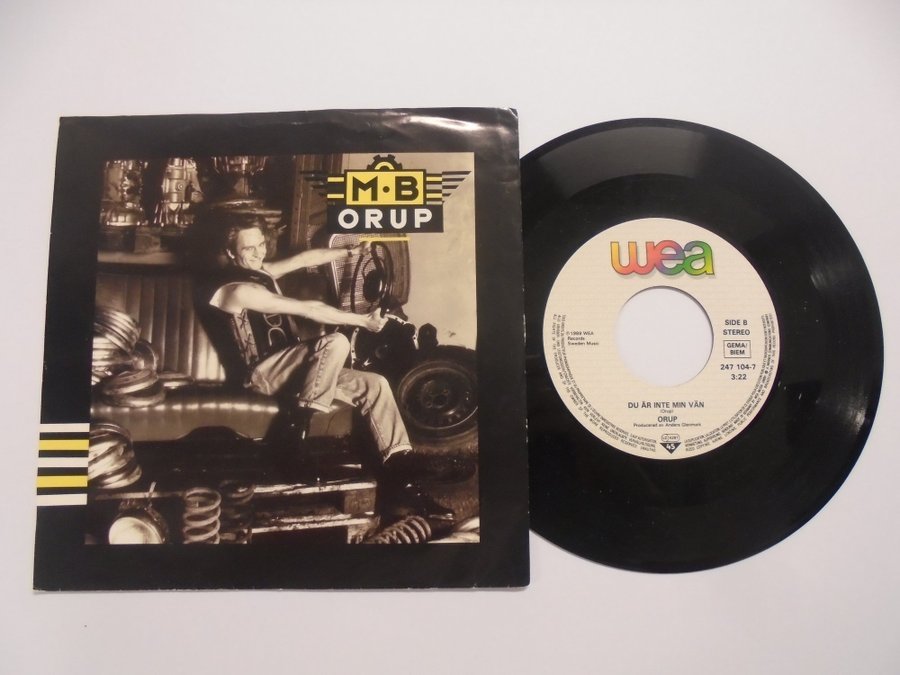 M·B
ORUP
wea
℗1989 WEA
Records
Sweden Music
SIDE B
STEREO
GEMA/
BIEM
247 104-7
3:22
DU ÄR INTE MIN VÄN
(Orup)
ORUP
Producerad av Anders Glenmark
45